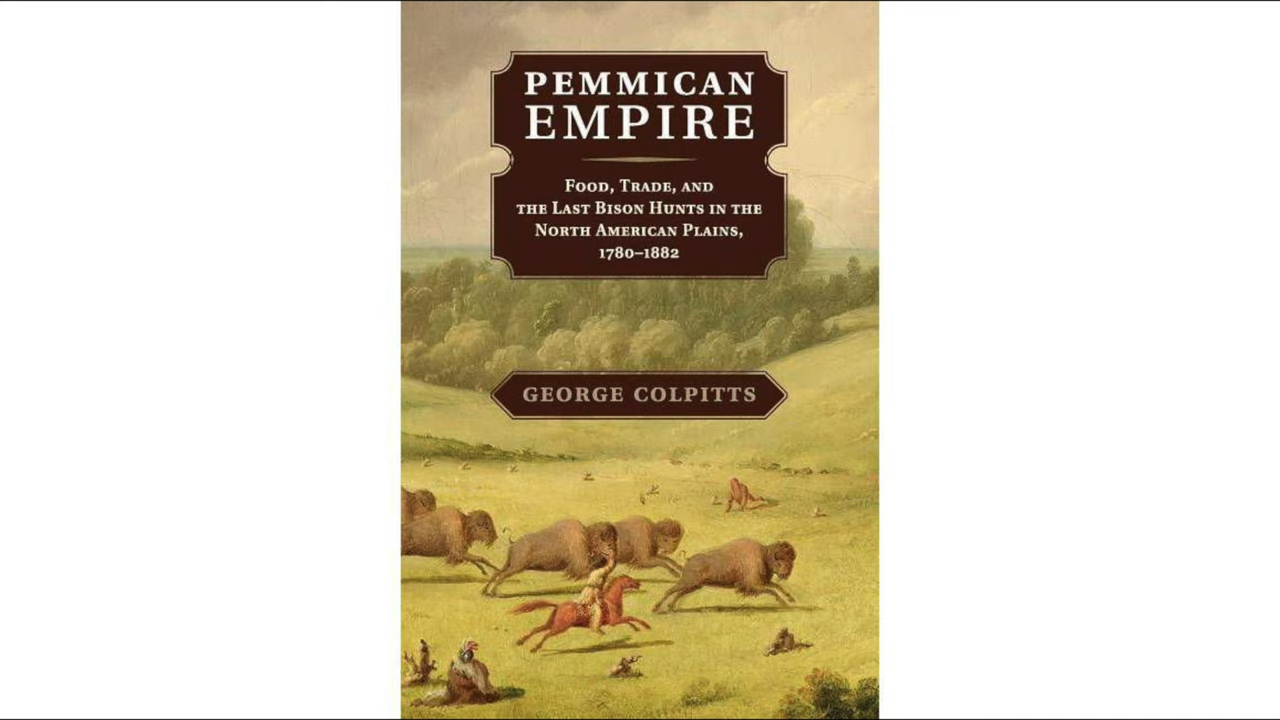 PEMMICAN
EMPIRE
FOOD, TRADE, AND
THE LAST BISON HUNTS IN THE
NORTH AMERICAN PLAINS,
1780–1882
GEORGE COLPITTS